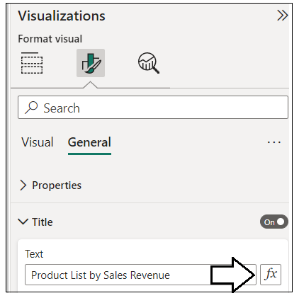 Visualizations
Format visual
Search
Visual General ...
Properties
Title On
Text
Product List by Sales Revenue fx